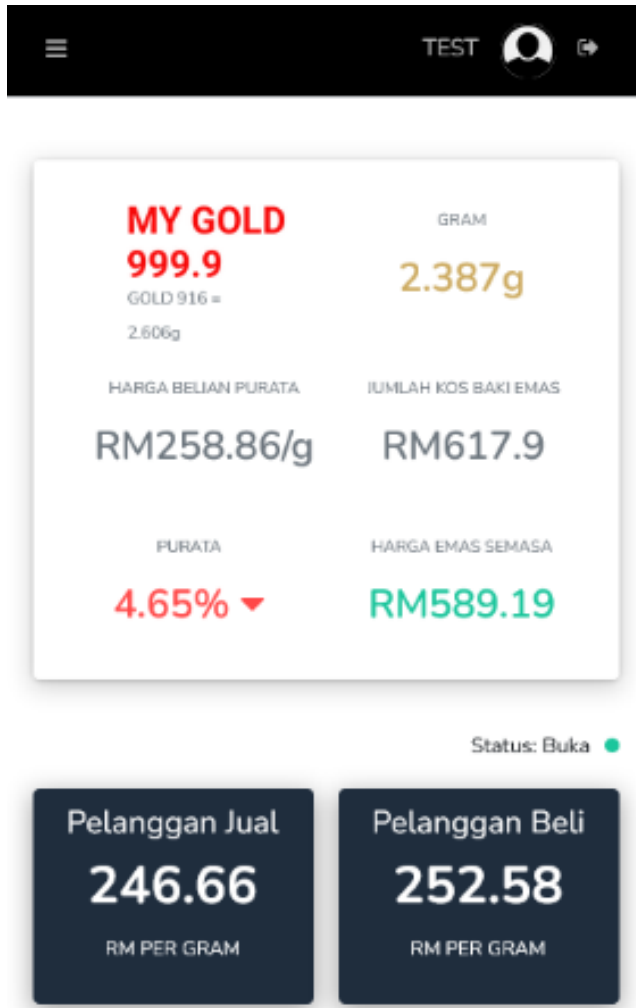 TEST
MY GOLD
999.9
GOLD 916 =
2.606g
GRAM
2.387g
HARGA BELIAN PURATA
RM258.86/g
JUMLAH KOS BAKI EMAS
RM617.9
PURATA
4.65%
HARGA EMAS SEMASA
RM589.19
Status: Buka
Pelanggan Jual
246.66
RM PER GRAM
Pelanggan Beli
252.58
RM PER GRAM